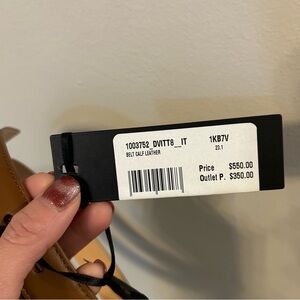 1003752_DVITT8__IT 1KB7V
BELT CALF LEATHER 23.1
Price $550.00
Outlet P. $350.00